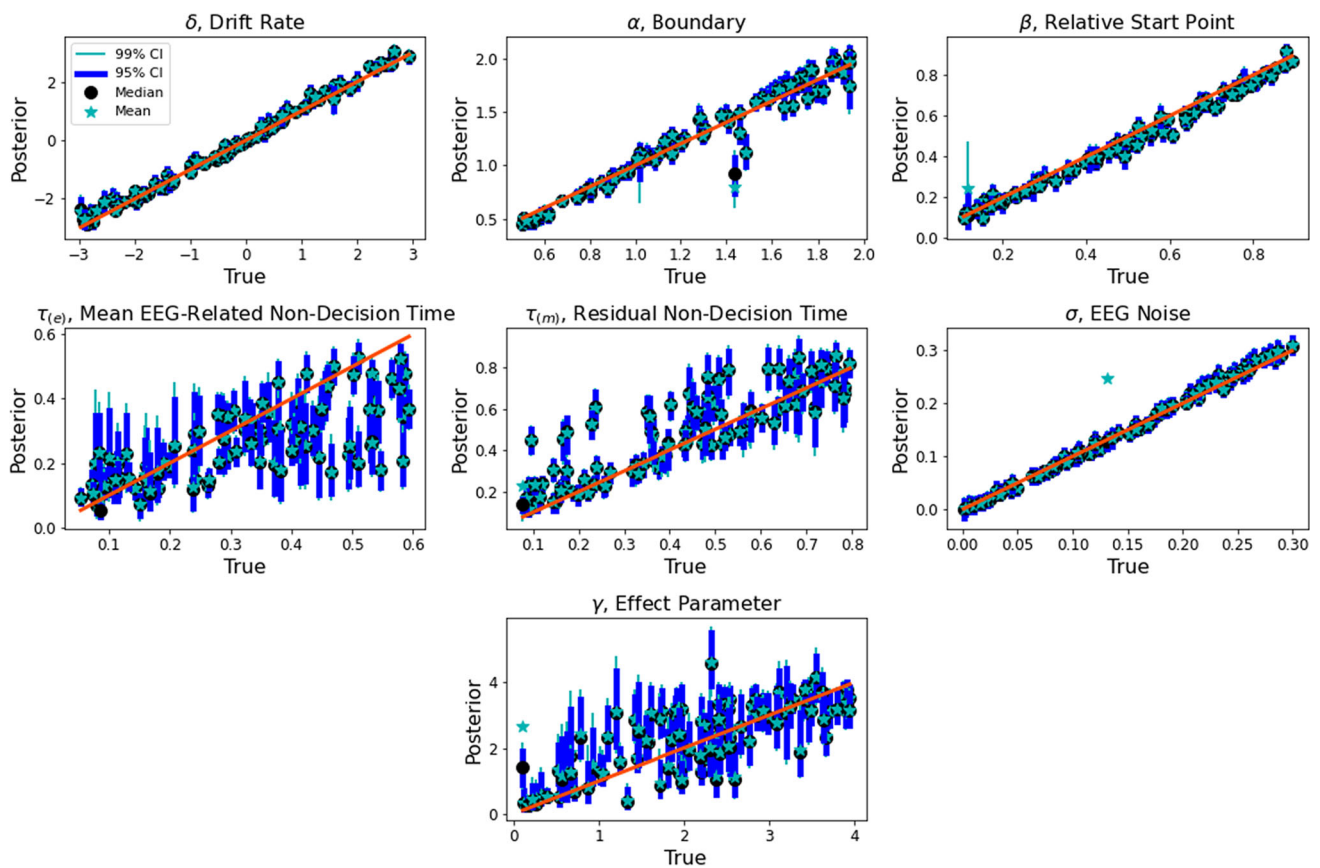 δ, Drift Rate
α, Boundary
β, Relative Start Point
99% CI
95% CI
Median
Mean
Posterior
2
0
−2
−3 −2 −1 0 1 2 3
True
Posterior
2.0
1.5
1.0
0.5
0.6 0.8 1.0 1.2 1.4 1.6 1.8 2.0
True
Posterior
0.8
0.6
0.4
0.2
0.0
0.2 0.4 0.6 0.8
True
τ(e), Mean EEG-Related Non-Decision Time
τ(m), Residual Non-Decision Time
σ, EEG Noise
Posterior
0.6
0.4
0.2
0.0
0.1 0.2 0.3 0.4 0.5 0.6
True
Posterior
0.8
0.6
0.4
0.2
0.1 0.2 0.3 0.4 0.5 0.6 0.7 0.8
True
Posterior
0.3
0.2
0.1
0.0
0.00 0.05 0.10 0.15 0.20 0.25 0.30
True
γ, Effect Parameter
Posterior
4
2
0
0 1 2 3 4
True